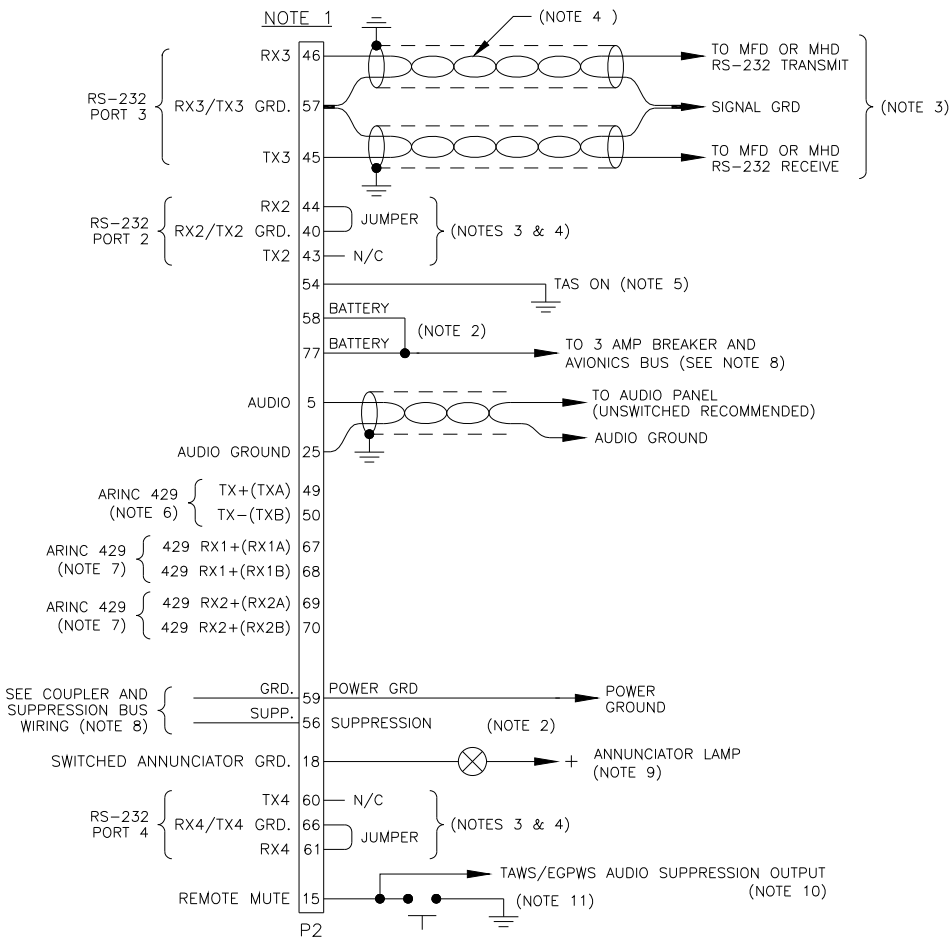 NOTE 1
(NOTE 4 )
RX3 46
TO MFD OR MHD
RS-232 TRANSMIT
RS-232
PORT 3
RX3/TX3 GRD. 57
SIGNAL GRD
(NOTE 3)
TX3 45
TO MFD OR MHD
RS-232 RECEIVE
RX2 44
JUMPER
RS-232
PORT 2
RX2/TX2 GRD. 40
(NOTES 3 & 4)
TX2 43 N/C
54
TAS ON (NOTE 5)
58 BATTERY
(NOTE 2)
77 BATTERY
TO 3 AMP BREAKER AND
AVIONICS BUS (SEE NOTE 8)
AUDIO 5
TO AUDIO PANEL
(UNSWITCHED RECOMMENDED)
AUDIO GROUND
AUDIO GROUND 25
ARINC 429
(NOTE 6)
TX+(TXA) 49
TX-(TXB) 50
ARINC 429
(NOTE 7)
429 RX1+(RX1A) 67
429 RX1+(RX1B) 68
ARINC 429
(NOTE 7)
429 RX2+(RX2A) 69
429 RX2+(RX2B) 70
SEE COUPLER AND
SUPPRESSION BUS
WIRING (NOTE 8)
GRD. 59 POWER GRD
POWER
GROUND
SUPP. 56 SUPPRESSION
(NOTE 2)
SWITCHED ANNUNCIATOR GRD. 18
+ ANNUNCIATOR LAMP
(NOTE 9)
TX4 60 N/C
RS-232
PORT 4
RX4/TX4 GRD. 66
JUMPER
(NOTES 3 & 4)
RX4 61
TAWS/EGPWS AUDIO SUPPRESSION OUTPUT
(NOTE 10)
REMOTE MUTE 15
(NOTE 11)
P2